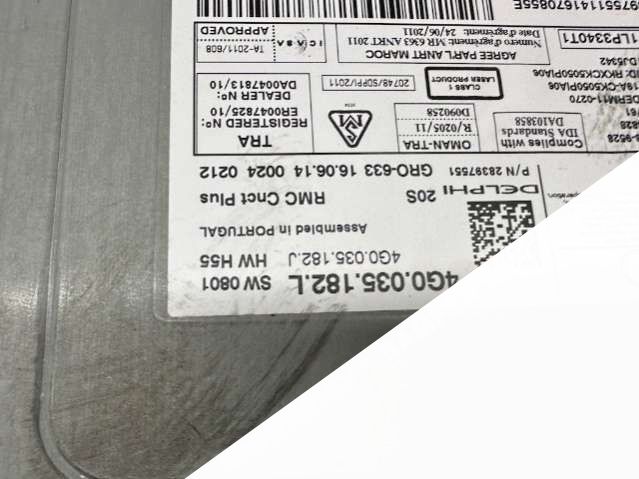 4G0.035.182.L SW 0801
4G0.035.182.J HW H55
Assembled in PORTUGAL
DELPHI 20S RMC Cnct Plus
P/N 28397551 GRO-633 16.06.14 0024 0212
Complies with
IDA Standards
DA103858
OMAN-TRA
R/0205/11
D090258
TRA
REGISTERED No:
ER0047825/10
DEALER No:
DA0047813/10
CLASS 1
LASER PRODUCT
20748/SDPPI/2011
AGREE PAR L'ANRT MAROC
Numero d'agrément: MR 6363 ANRT 2011
Date d'agrément: 24/06/2011
ICASA
TA-2011/608
APPROVED